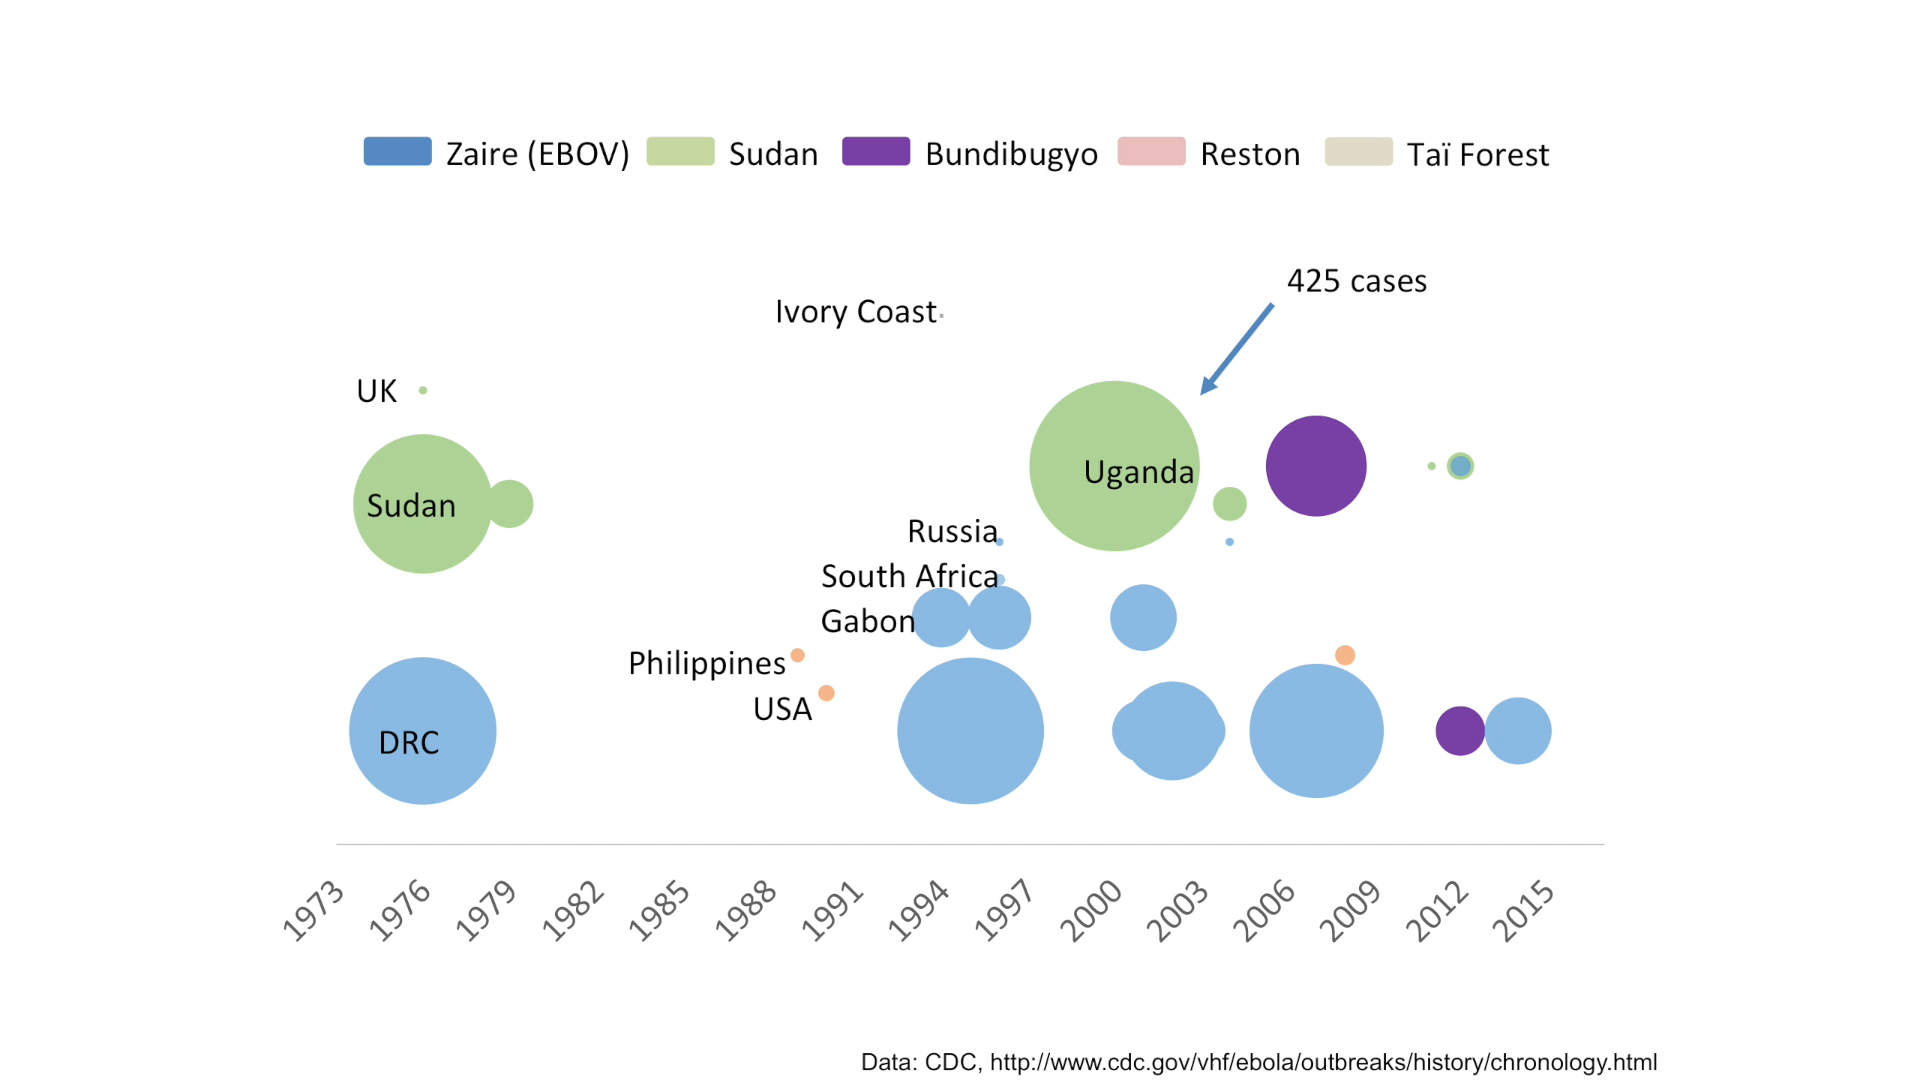 Zaire (EBOV) Sudan Bundibugyo Reston Taï Forest
425 cases
Ivory Coast
UK
Uganda
Sudan
Russia
South Africa
Gabon
Philippines
USA
DRC
1973 1976 1979 1982 1985 1988 1991 1994 1997 2000 2003 2006 2009 2012 2015
Data: CDC, http://www.cdc.gov/vhf/ebola/outbreaks/history/chronology.html